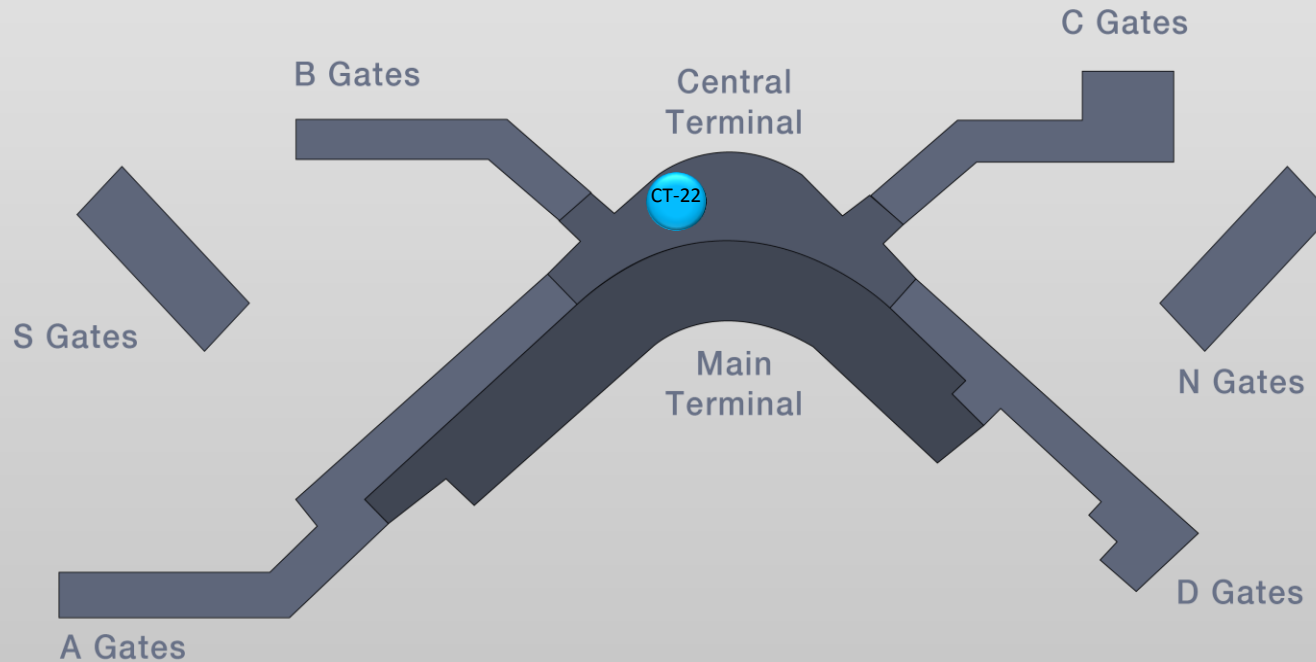 C Gates
B Gates
Central
Terminal
CT-22
S Gates
Main
Terminal
N Gates
D Gates
A Gates